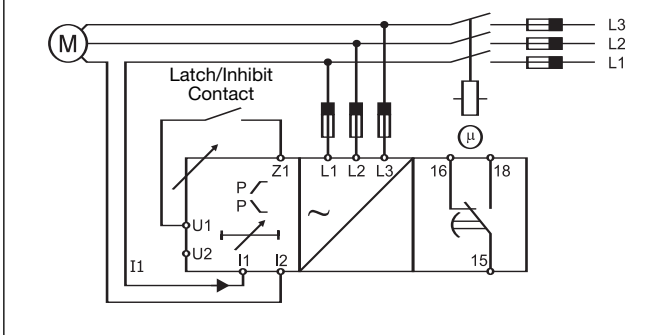 L3
M
L2
L1
Latch/Inhibit
Contact
µ
Z1
L1 L2 L3
16
18
P
P
~
U1
U2
I1
I1
I2
15